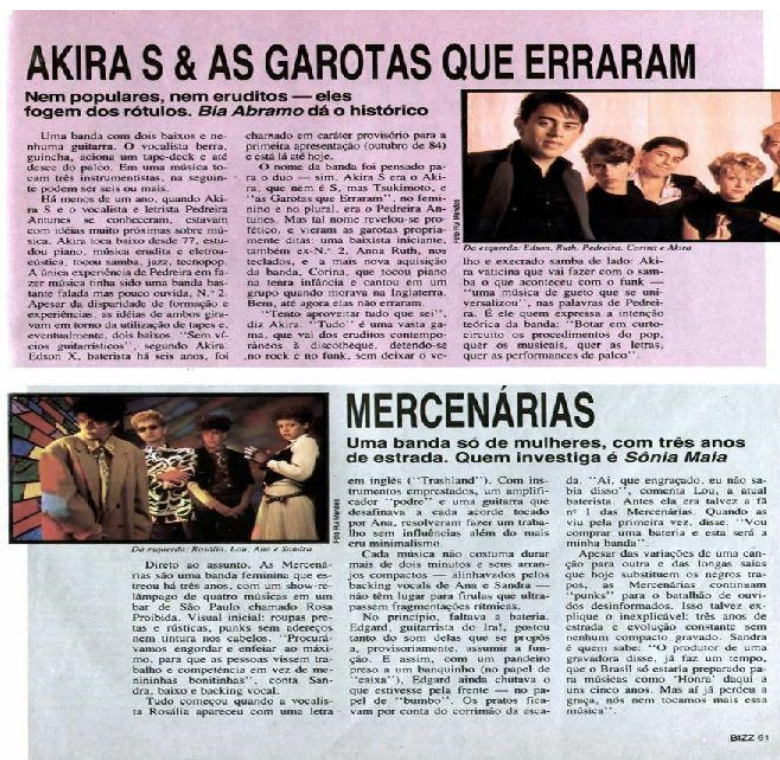 AKIRA S & AS GAROTAS QUE ERRARAM
Nem populares, nem eruditos — eles
fogem dos rótulos. Bia Abramo dá o histórico
Uma banda com dois baixos e ne-
nhuma guitarra. O vocalista berra,
guincha, aciona um tape-deck e até
desce do palco. Em uma música to-
cam três instrumentistas, na seguin-
te podem ser seis ou mais.
Há menos de um ano, quando Aki-
ra S e o vocalista e letrista Pedreira
Antunes se conheceram, estavam
com idéias muito próximas sobre mú-
sica. Akira toca baixo desde 77, estu-
dou piano, música erudita e eletroa-
cústica, tocou samba, jazz, tecnopop.
A única experiência de Pedreira em fa-
zer música tinha sido uma banda bas-
tante falada mas pouco ouvida, N.º 2.
Apesar da disparidade de formação e
experiências, as idéias de ambos gira-
vam em torno da utilização de tapes e,
eventualmente, dois baixos. "Sem ví-
cios guitarrísticos", segundo Akira.
Edson X, baterista há seis anos, foi
chamado em caráter provisório para a
primeira apresentação (outubro de 84)
e está lá até hoje.
O nome da banda foi pensado pa-
ra o duo — sim, Akira S era o Aki-
ra, que nem é S, mas Tsukimoto, e
"as Garotas que Erraram", no femi-
nino e no plural, era o Pedreira An-
tunes. Mas tal nome revelou-se pro-
fético, e vieram as garotas propria-
mente ditas: uma baixista iniciante,
também ex-N.º 2, Anna Ruth, nos
teclados, e a mais nova aquisição
da banda, Corina, que tocou piano
na tenra infância e cantou em um
grupo quando morava na Inglaterra.
Bem, até agora elas não erraram.
"Tento aproveitar tudo que sei",
diz Akira. "Tudo" é uma vasta ga-
ma, que vai dos eruditos contempo-
râneos à discothèque, detendo-se
no rock e no funk, sem deixar o ve-
Foto Rui Mendes
Da esquerda: Edson, Ruth, Pedreira, Corina e Akira
lho e execrado samba de lado: Aki-
ra vaticina que vai fazer com o sam-
ba o que aconteceu com o funk —
"uma música de gueto que se uni-
versalizou", nas palavras de Pedrei-
ra. É ele quem expressa a intenção
teórica da banda: "Botar em curto-
circuito os procedimentos do pop,
quer os musicais, quer as letras,
quer as performances de palco".
MERCENÁRIAS
Uma banda só de mulheres, com três anos
de estrada. Quem investiga é Sônia Maia
Foto Rui Mendes
Da esquerda: Rosália, Lou, Ana e Sandra
Direto ao assunto. As Mercená-
rias são uma banda feminina que es-
treou há três anos, com um show-re-
lâmpago de quatro músicas em um
bar de São Paulo chamado Rosa
Proibida. Visual inicial: roupas pre-
tas e rústicas, punks sem adereços
nem tintura nos cabelos. "Procurá-
vamos engordar e enfeiar ao máxi-
mo, para que as pessoas vissem tra-
balho e competência em vez de me-
nininhas bonitinhas", conta San-
dra, baixo e backing vocal.
Tudo começou quando a vocalis-
ta Rosália apareceu com uma letra
em inglês ("Trashland"). Com ins-
trumentos emprestados, um amplifi-
cador "podre" e uma guitarra que
desafinava a cada acorde tocado
por Ana, resolveram fazer um traba-
lho sem influências além do mais
cru minimalismo.
Cada música não costuma durar
mais de dois minutos e seus arran-
jos compactos — alinhavados pelos
backing vocals de Ana e Sandra —
não têm lugar para firulas que ultra-
passem fragmentações rítmicas.
No princípio, faltava a bateria.
Edgard, guitarrista do Ira!, gostou
tanto do som delas que se propôs
a, provisoriamente, assumir a fun-
ção. E assim, com um pandeiro
preso a um banquinho (no papel de
"caixa"), Edgard ainda chutava o
que estivesse pela frente — no pa-
pel de "bumbo". Os pratos fica-
vam por conta do corrimão da esca-
da. "Ai, que engraçado, eu não sa-
bia disso", comenta Lou, a atual
baterista. Antes ela era talvez a fã
nº 1 das Mercenárias. Quando as
viu pela primeira vez, disse: "Vou
comprar uma bateria e esta será a
minha banda".
Apesar das variações de uma can-
ção para outra e das longas saias
que hoje substituem os negros tra-
pos, as Mercenárias continuam
"punks" para o batalhão de ouvi-
dos desinformados. Isso talvez ex-
plique o inexplicável: três anos de
estrada e evolução constante sem
nenhum compacto gravado. Sandra
é quem sabe: "O produtor de uma
gravadora disse, já faz um tempo,
que o Brasil só estaria preparado pa-
ra músicas como 'Honra' daqui a
uns cinco anos. Mas aí já perdeu a
graça, nós nem tocamos mais essa
música".
BIZZ 61